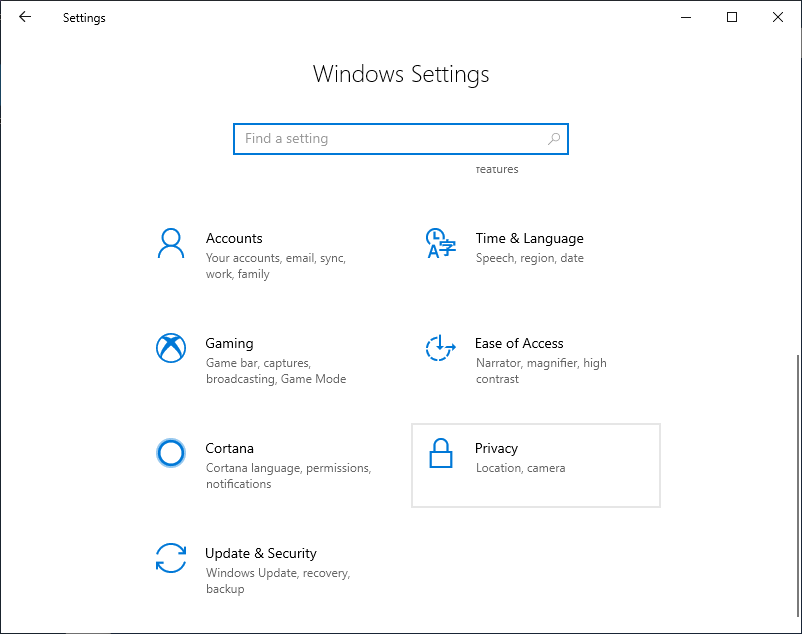 Settings
Windows Settings
Find a setting
features
Accounts
Your accounts, email, sync,
work, family
Time & Language
Speech, region, date
Gaming
Game bar, captures,
broadcasting, Game Mode
Ease of Access
Narrator, magnifier, high
contrast
Cortana
Cortana language, permissions,
notifications
Privacy
Location, camera
Update & Security
Windows Update, recovery,
backup